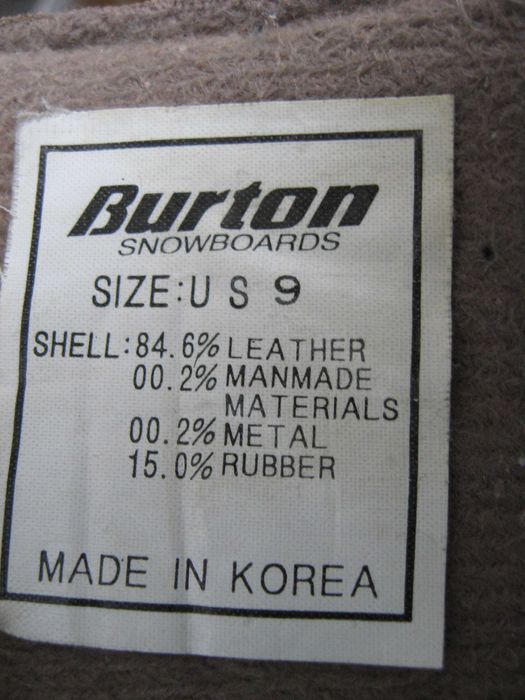 Burton
SNOWBOARDS
SIZE:U S 9
SHELL:84.6% LEATHER
00.2% MANMADE
MATERIALS
00.2% METAL
15.0% RUBBER
MADE IN KOREA